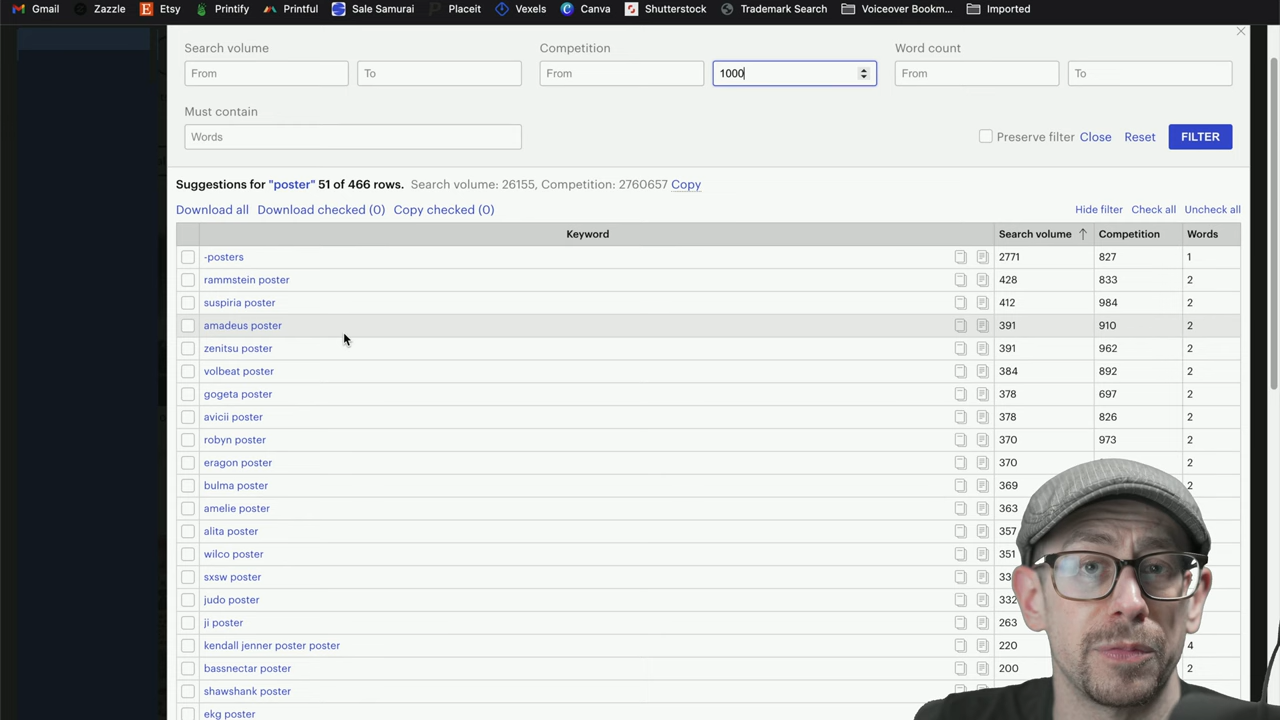 Gmail Zazzle Etsy Printify Printful Sale Samurai Placeit Vexels Canva Shutterstock Trademark Search Voiceover Bookm... Imported
Search volume Competition Word count
From To From 1000 From To
Must contain
Words Preserve filter Close Reset FILTER
Suggestions for "poster" 51 of 466 rows. Search volume: 26155, Competition: 2760657 Copy
Download all Download checked (0) Copy checked (0) Hide filter Check all Uncheck all
Keyword Search volume Competition Words
-posters 2771 827 1
rammstein poster 428 833 2
suspiria poster 412 984 2
amadeus poster 391 910 2
zenitsu poster 391 962 2
volbeat poster 384 892 2
gogeta poster 378 697 2
avicii poster 378 826 2
robyn poster 370 973 2
eragon poster 370 2
bulma poster 369 2
amelie poster 363
alita poster 357
wilco poster 351
sxsw poster
judo poster 332
ji poster 263
kendall jenner poster poster 220 4
bassnectar poster 200 2
shawshank poster
ekg poster